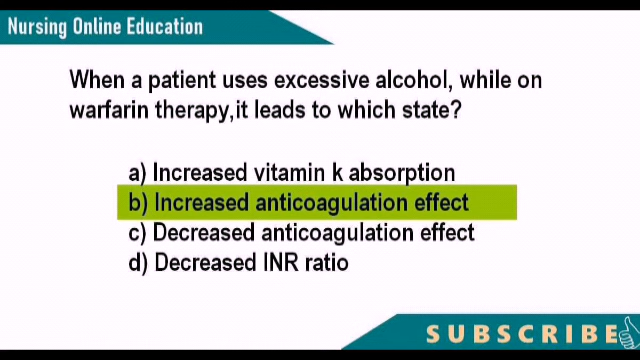 Nursing Online Education
When a patient uses excessive alcohol, while on
warfarin therapy,it leads to which state?
a) Increased vitamin k absorption
b) Increased anticoagulation effect
c) Decreased anticoagulation effect
d) Decreased INR ratio
SUBSCRIBE